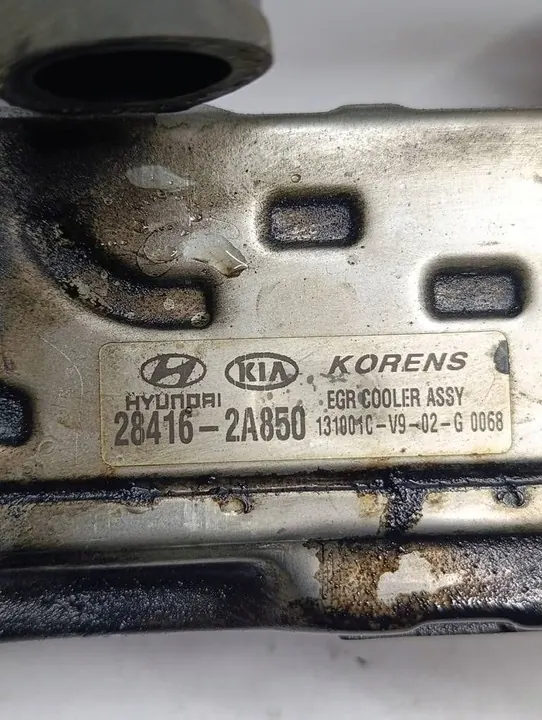 HYUNDAI KIA KORENS
EGR COOLER ASSY
28416-2A850 131001C-V9-02-G 0068